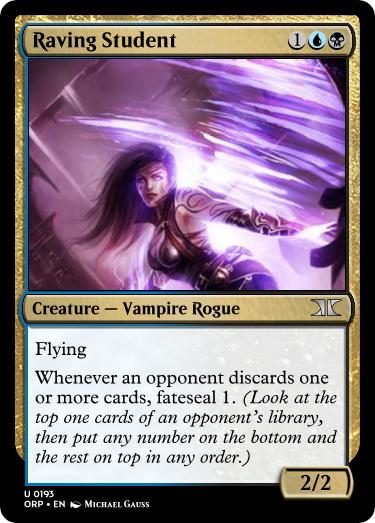 Raving Student 1
Creature — Vampire Rogue
Flying
Whenever an opponent discards one
or more cards, fateseal 1. (Look at the
top one cards of an opponent's library,
then put any number on the bottom and
the rest on top in any order.)
2/2
U 0193
ORP • EN Michael Gauss